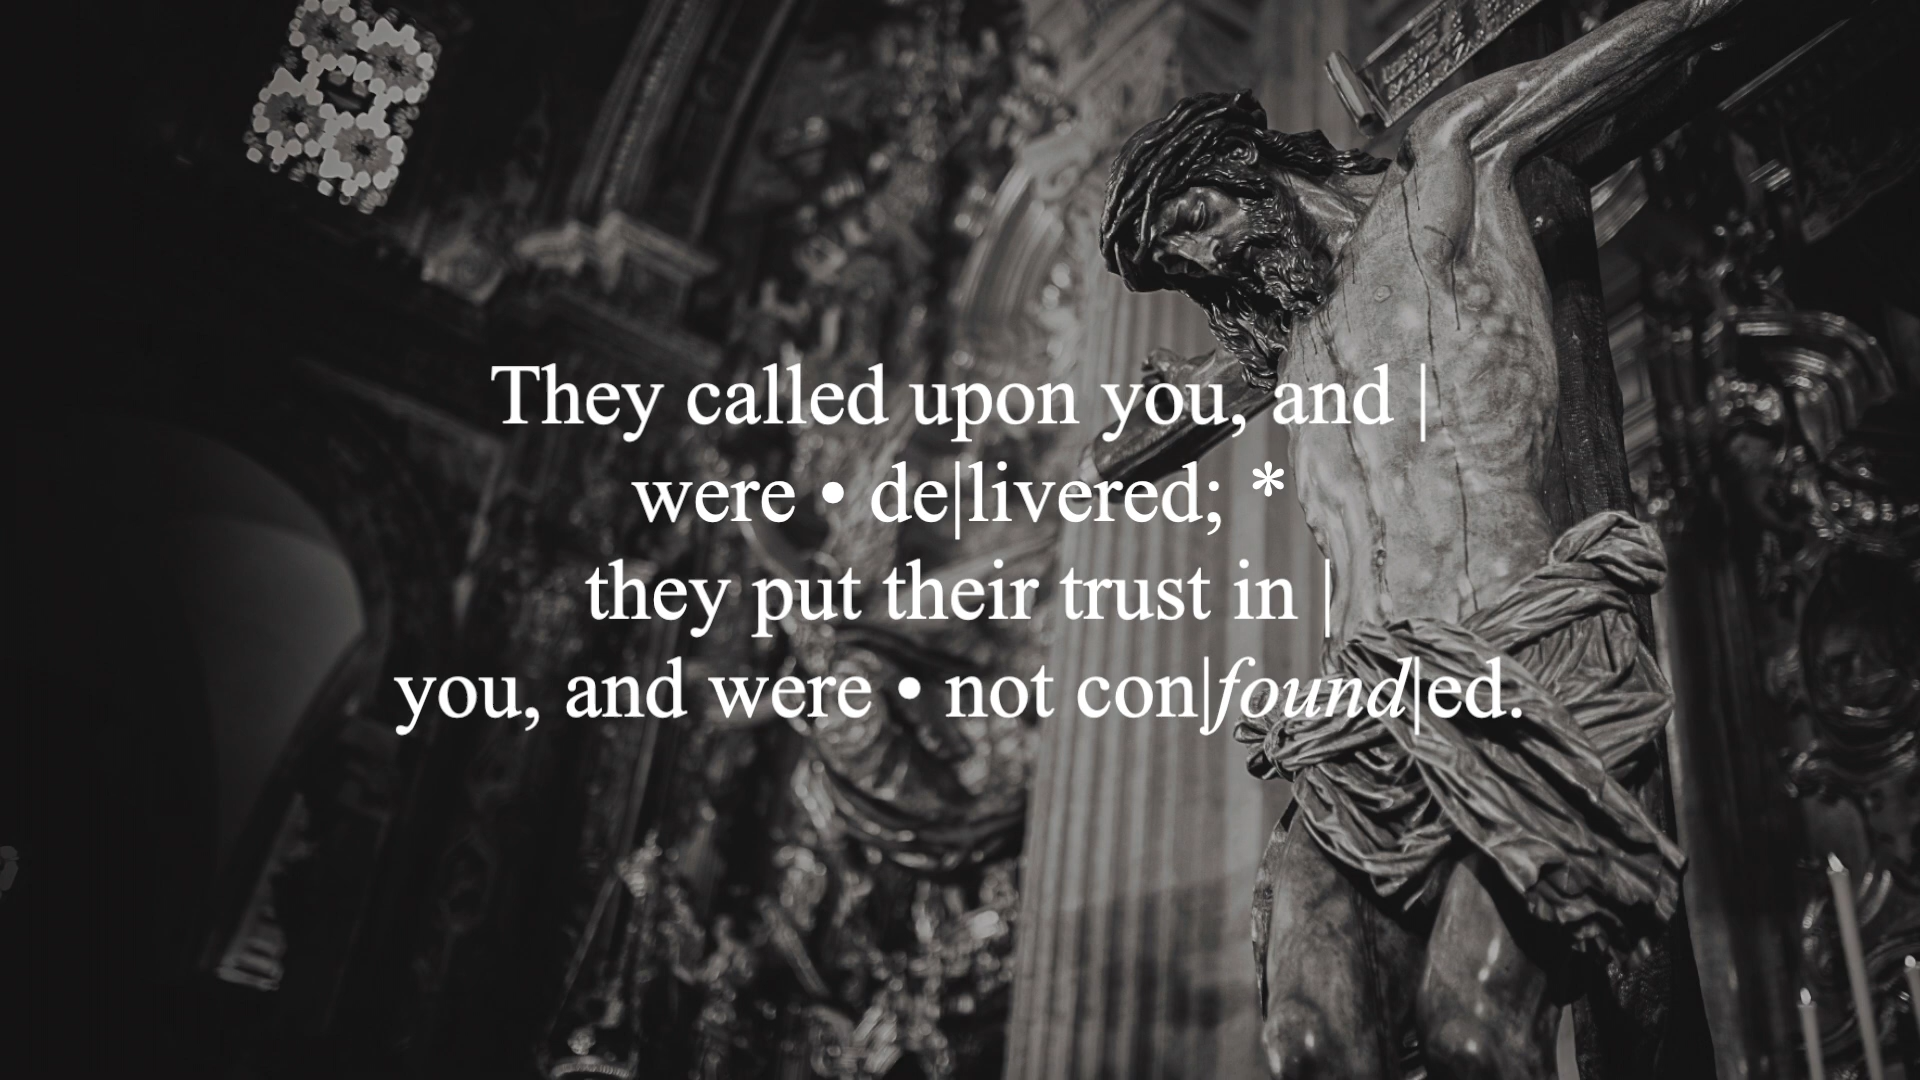 They called upon you, and |
were • de|livered; *
they put their trust in |
you, and were • not con|found|ed.